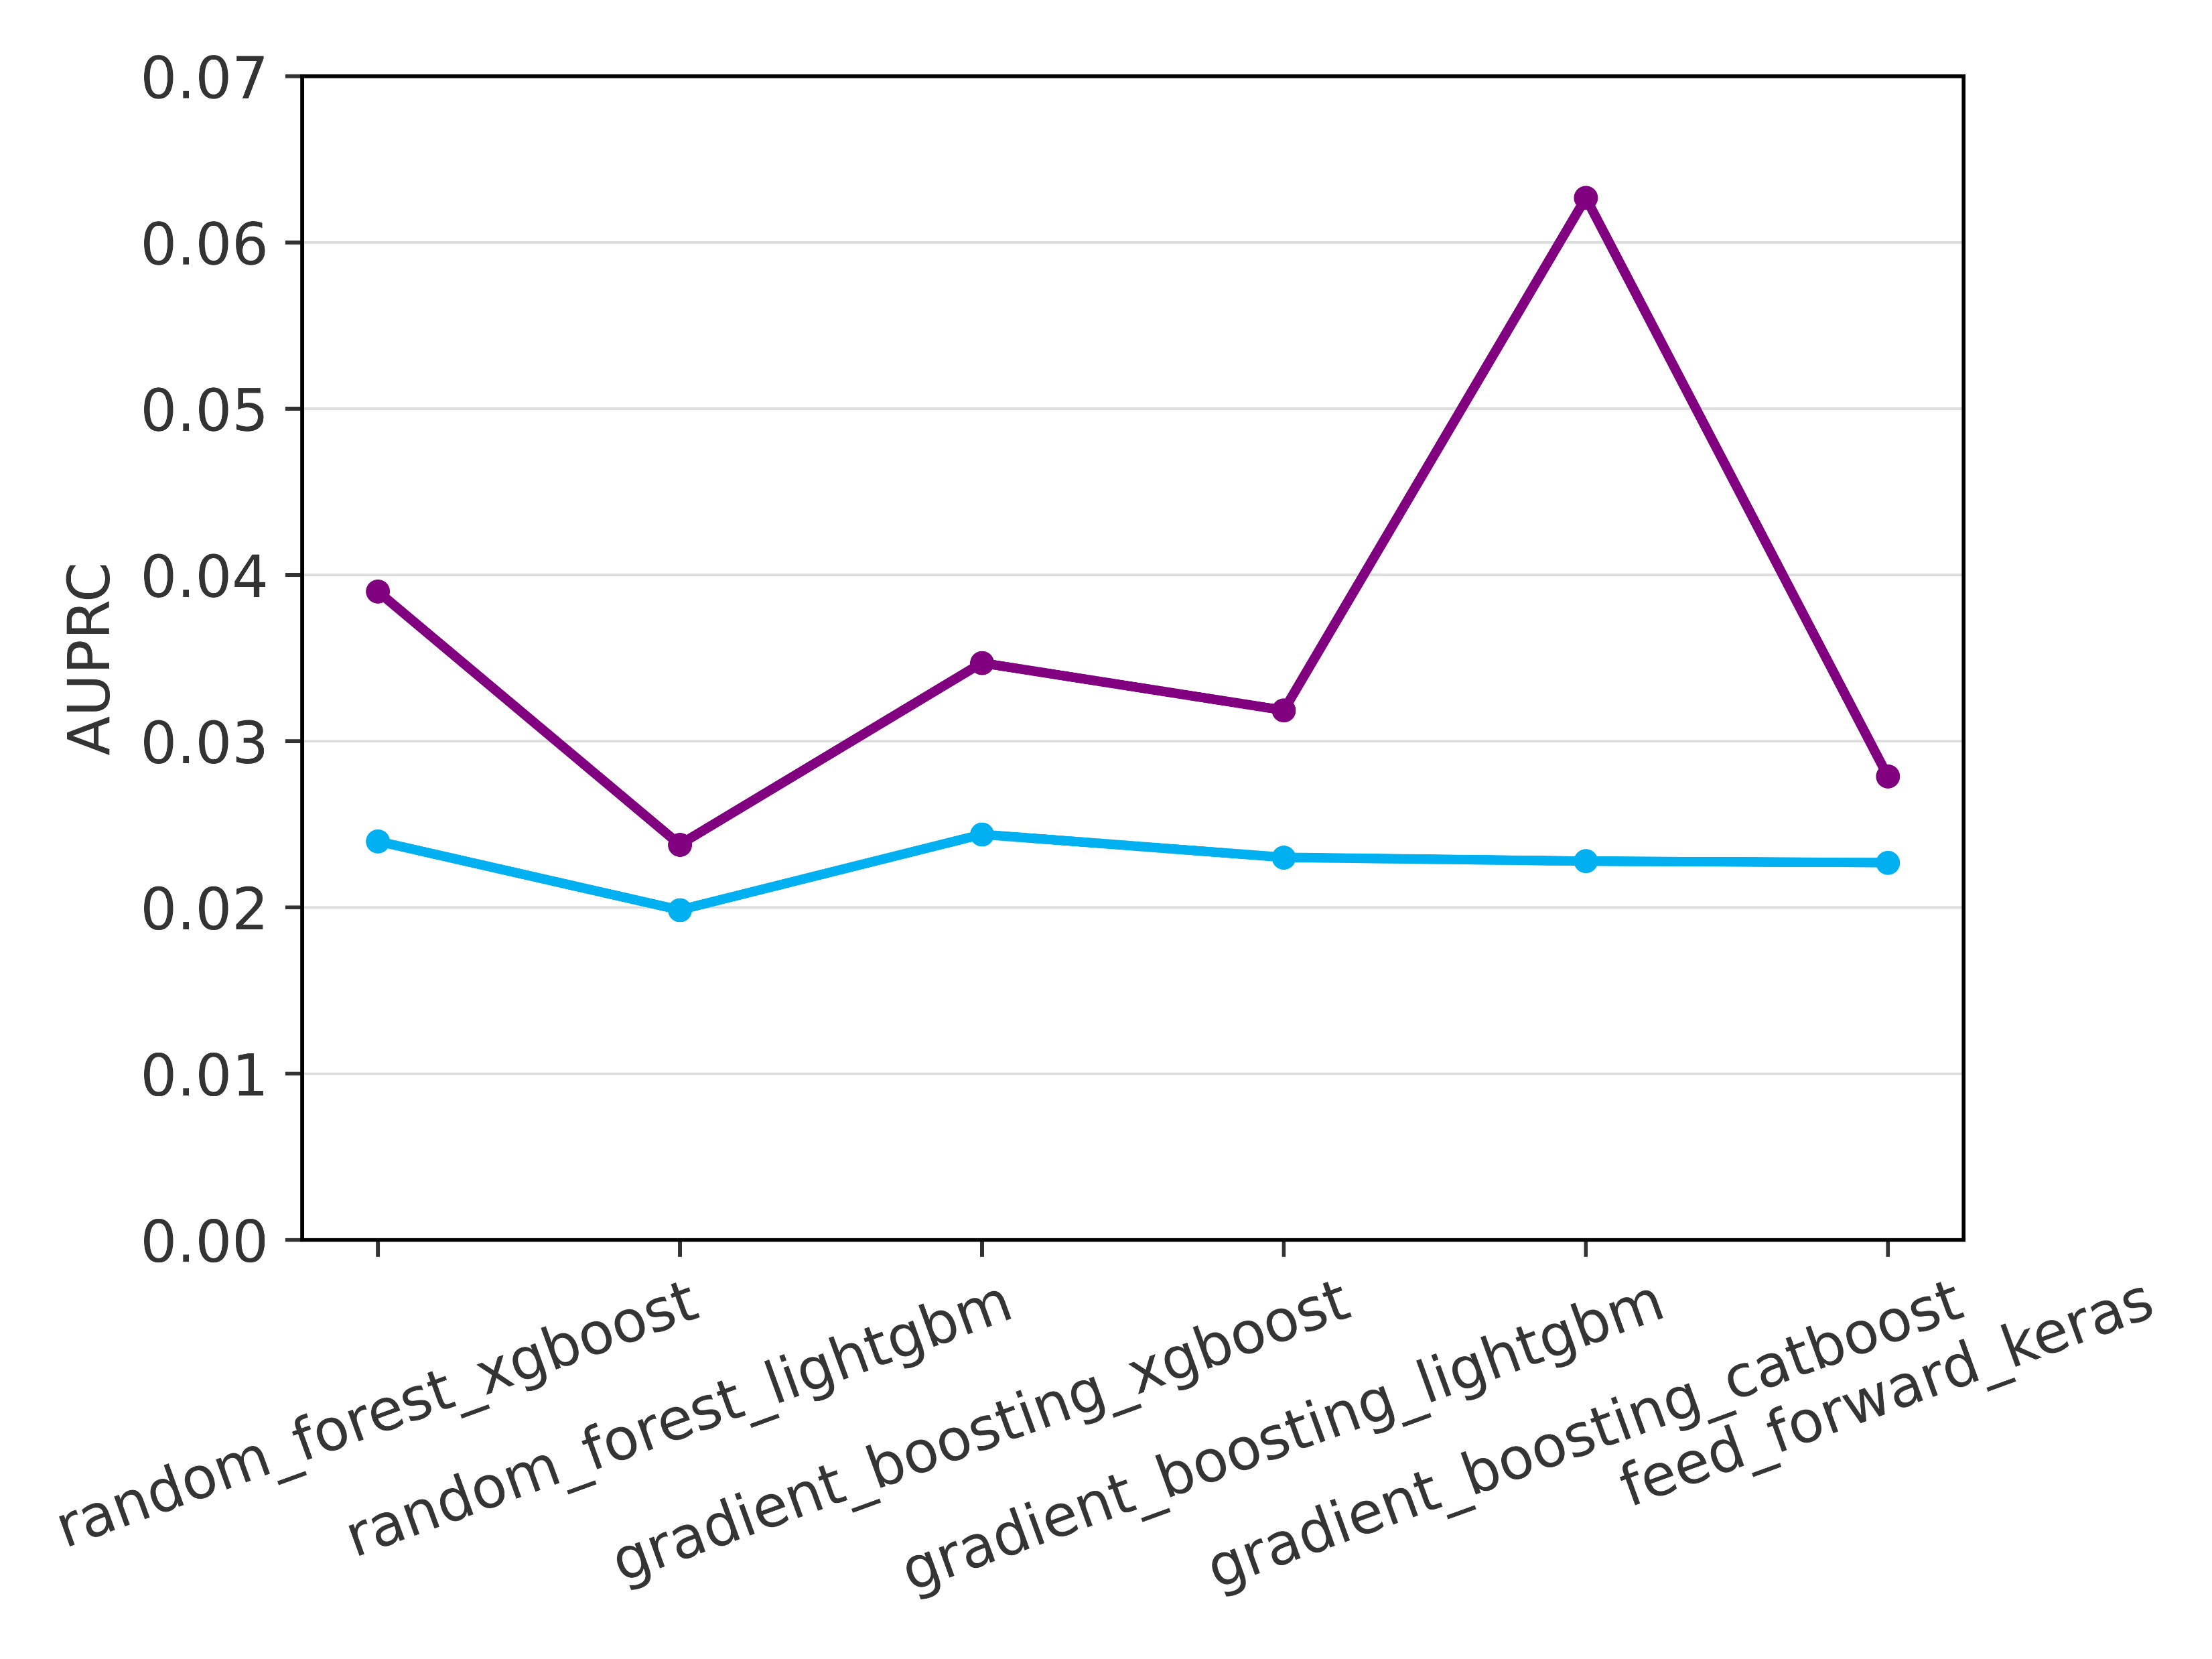 0.07
0.06
0.05
0.04
0.03
0.02
0.01
0.00
AUPRC
random_forest_xgboost
random_forest_lightgbm
gradient_boosting_xgboost
gradient_boosting_lightgbm
gradient_boosting_catboost
feed_forward_keras